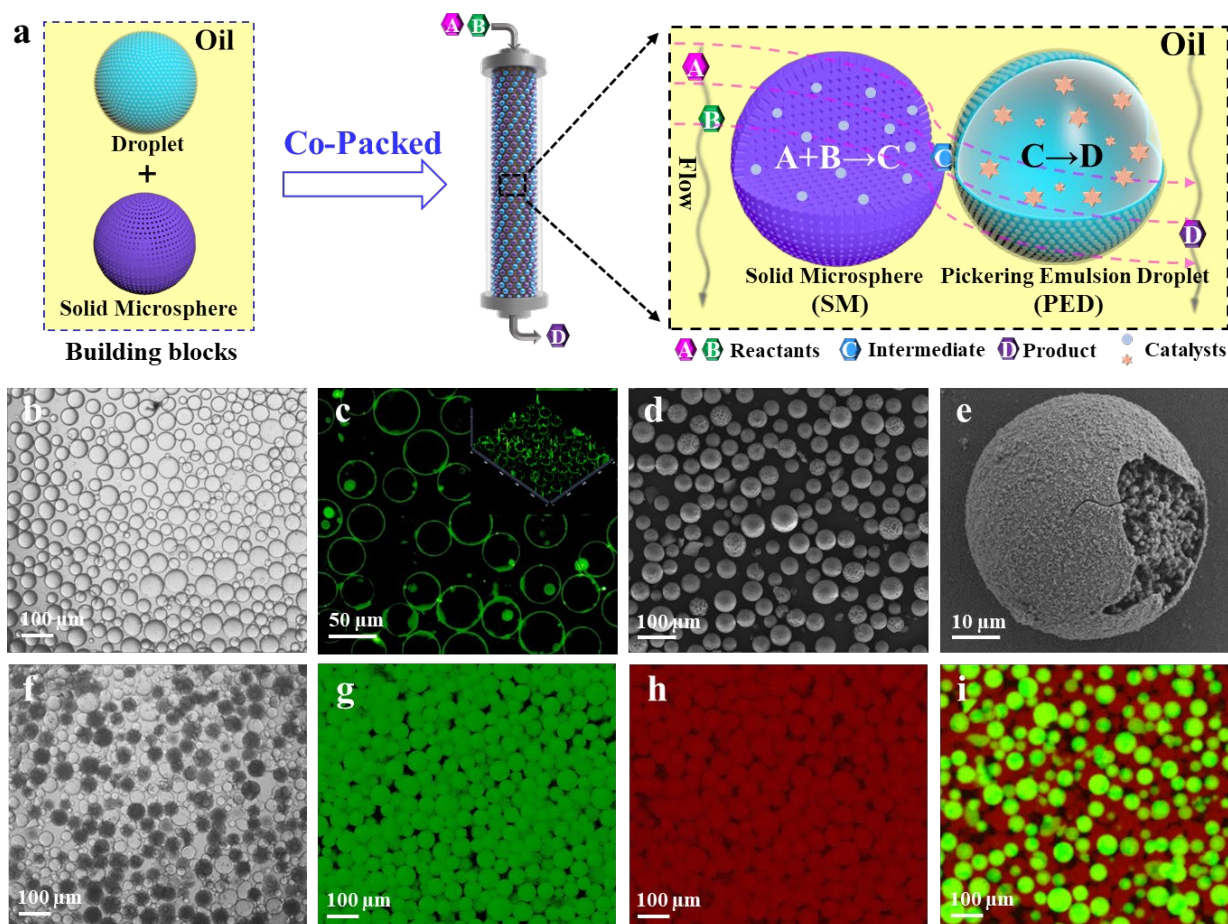 a
Oil
Droplet
+
Solid Microsphere
Building blocks
Co-Packed
A B
D
Oil
A
B
Flow
A+B→C
C
C→D
D
Solid Microsphere
(SM)
Pickering Emulsion Droplet
(PED)
A B Reactants C Intermediate D Product Catalysts
b
100 μm
c
50 μm
d
100 μm
e
10 μm
f
100 μm
g
100 μm
h
100 μm
i
100 μm